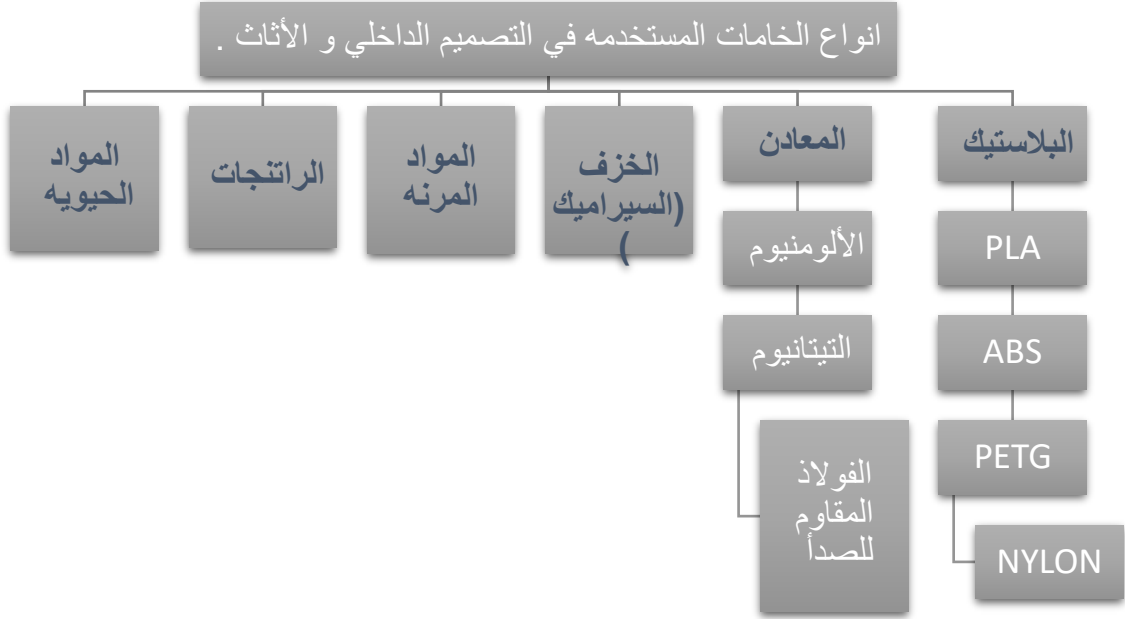 انواع الخامات المستخدمه في التصميم الداخلي و الأثاث .
البلاستيك
PLA
ABS
PETG
NYLON
المعادن
الألومنيوم
التيتانيوم
الفولاذ
المقاوم
للصدأ
الخزف
(السيراميك
)
المواد
المرنه
الراتنجات
المواد
الحيويه